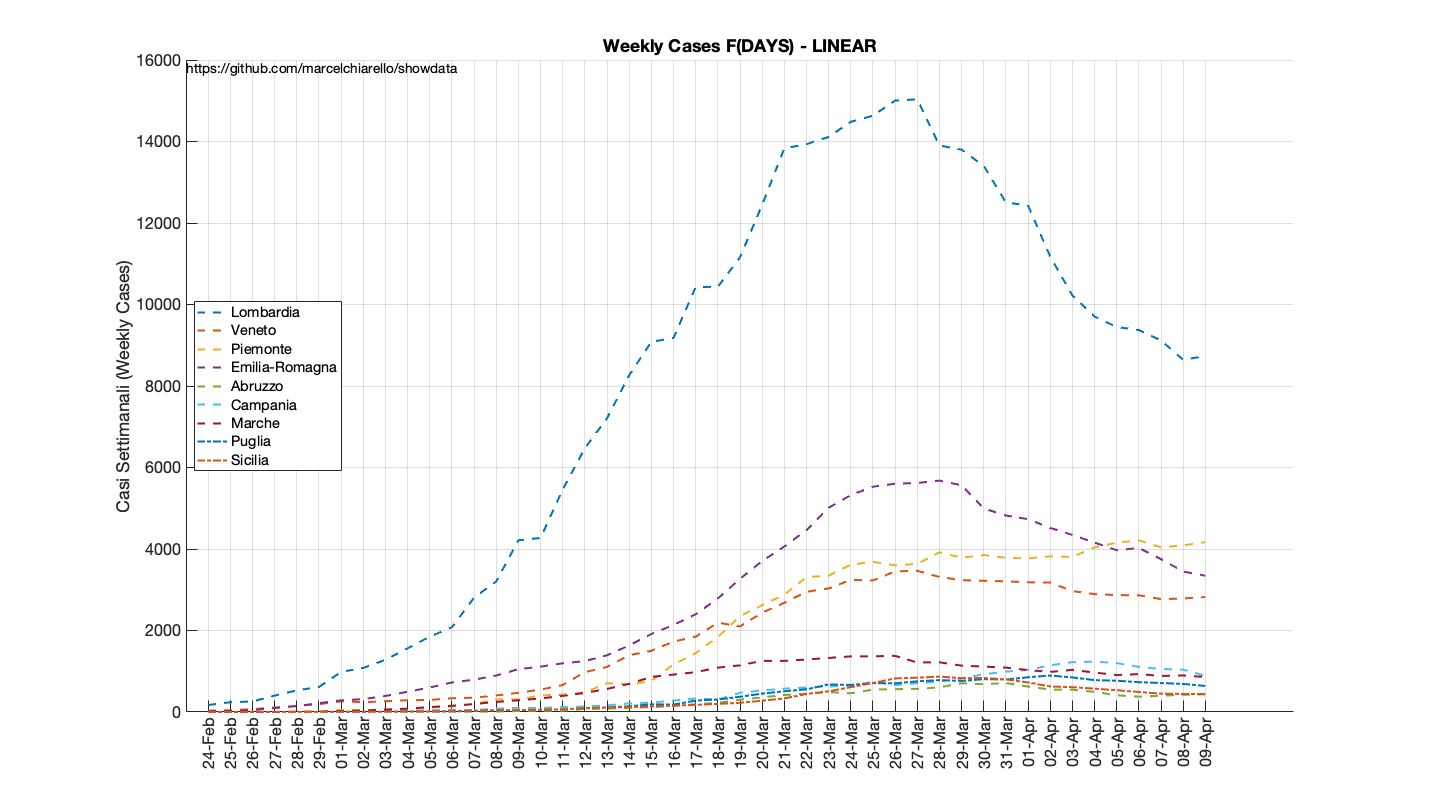 Weekly Cases F(DAYS) - LINEAR
https://github.com/marcelchiarello/showdata
Casi Settimanali (Weekly Cases)
16000
14000
12000
10000
8000
6000
4000
2000
0
Lombardia
Veneto
Piemonte
Emilia-Romagna
Abruzzo
Campania
Marche
Puglia
Sicilia
24-Feb
25-Feb
26-Feb
27-Feb
28-Feb
29-Feb
01-Mar
02-Mar
03-Mar
04-Mar
05-Mar
06-Mar
07-Mar
08-Mar
09-Mar
10-Mar
11-Mar
12-Mar
13-Mar
14-Mar
15-Mar
16-Mar
17-Mar
18-Mar
19-Mar
20-Mar
21-Mar
22-Mar
23-Mar
24-Mar
25-Mar
26-Mar
27-Mar
28-Mar
29-Mar
30-Mar
31-Mar
01-Apr
02-Apr
03-Apr
04-Apr
05-Apr
06-Apr
07-Apr
08-Apr
09-Apr